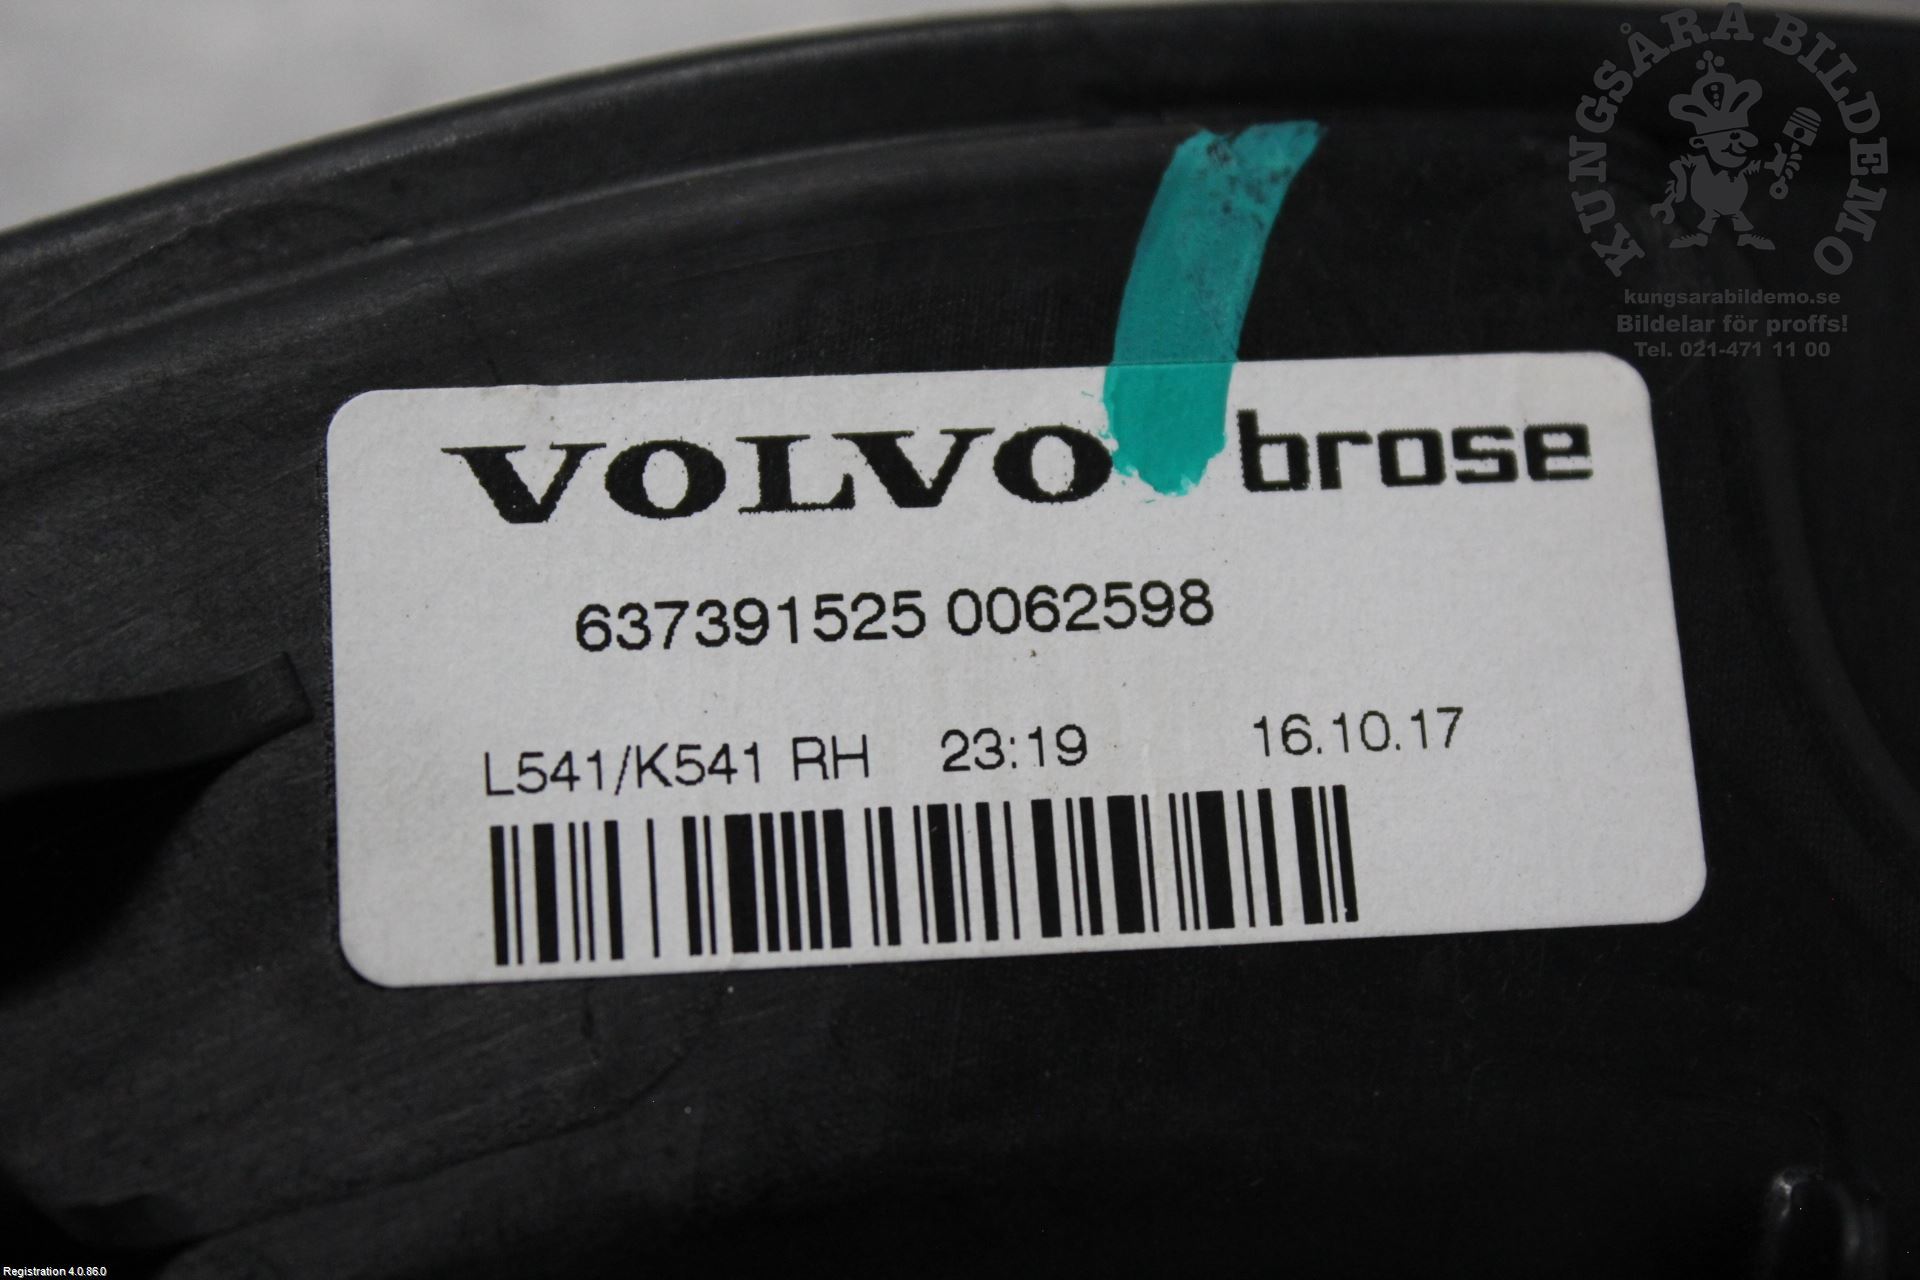 KUNGSÅRA BILDEMO
kungsarabildemo.se
Bildelar för proffs!
Tel. 021-471 11 00
VOLVO brose
637391525 0062598
L541/K541 RH 23:19 16.10.17
Registration 4.0.86.0